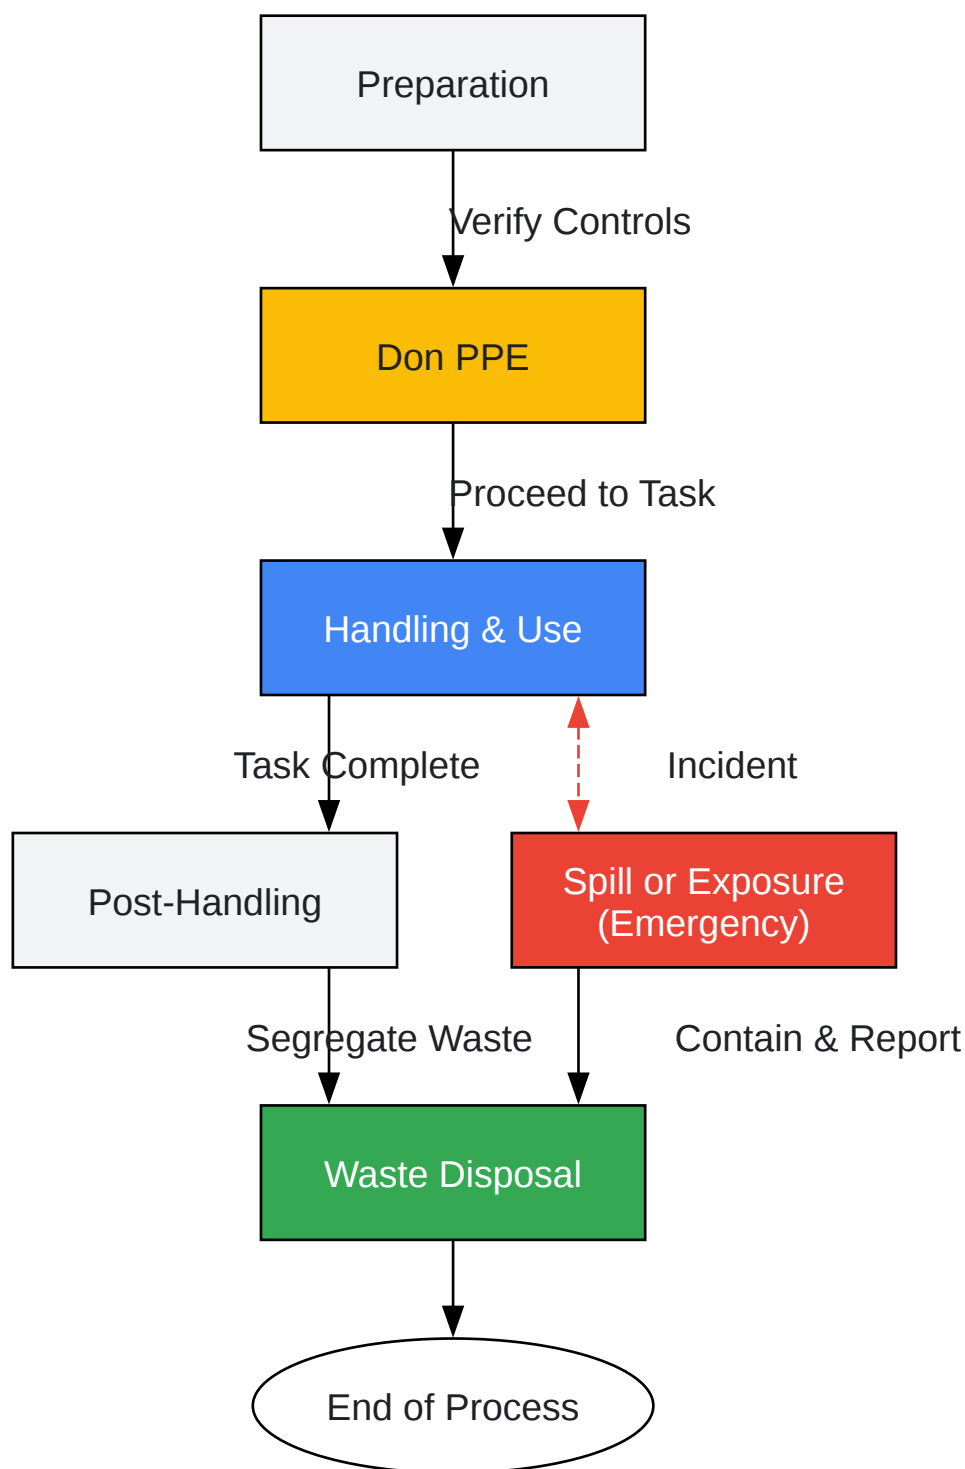 Preparation
Verify Controls
Don PPE
Proceed to Task
Handling & Use
Task Complete
Incident
Post-Handling
Spill or Exposure
(Emergency)
Segregate Waste
Contain & Report
Waste Disposal
End of Process